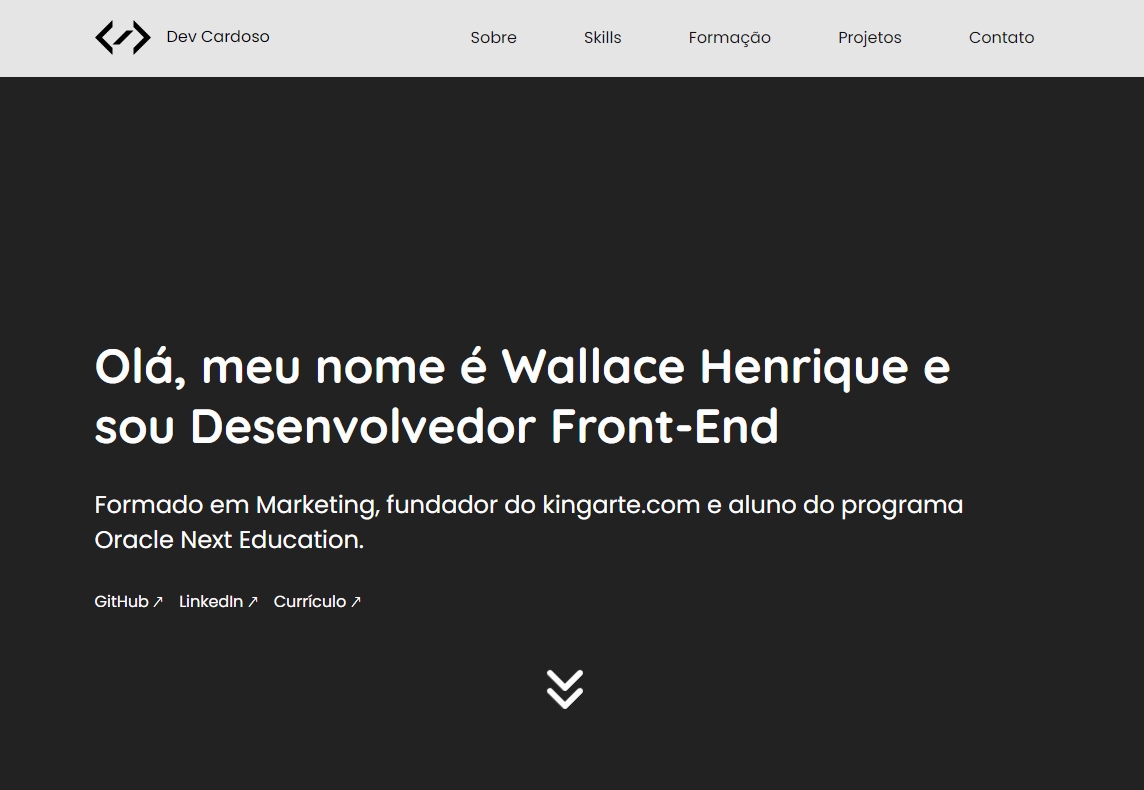 Dev Cardoso Sobre Skills Formação Projetos Contato
Olá, meu nome é Wallace Henrique e
sou Desenvolvedor Front-End
Formado em Marketing, fundador do kingarte.com e aluno do programa
Oracle Next Education.
GitHub ↗ LinkedIn ↗ Currículo ↗